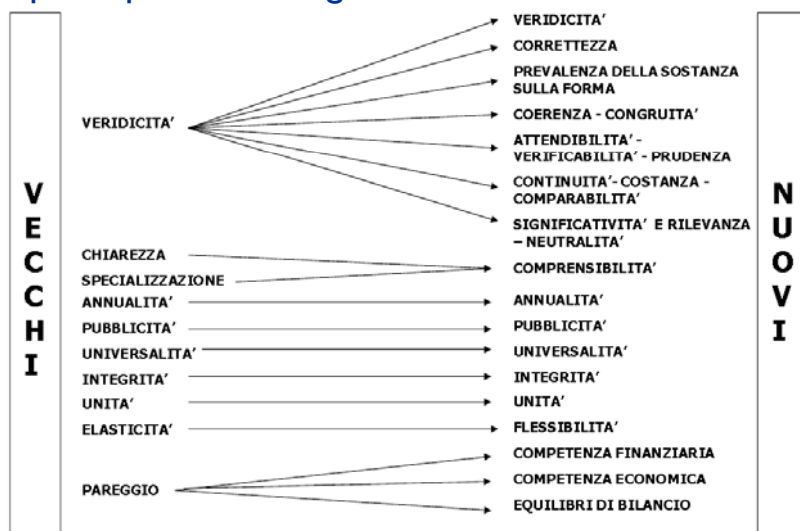 VECCHI
VERIDICITA'
CHIAREZZA
SPECIALIZZAZIONE
ANNUALITA'
PUBBLICITA'
UNIVERSALITA'
INTEGRITA'
UNITA'
ELASTICITA'
PAREGGIO
VERIDICITA'
CORRETTEZZA
PREVALENZA DELLA SOSTANZA
SULLA FORMA
COERENZA - CONGRUITA'
ATTENDIBILITA' -
VERIFICABILITA' - PRUDENZA
CONTINUITA'- COSTANZA -
COMPARABILITA'
SIGNIFICATIVITA' E RILEVANZA
– NEUTRALITA'
COMPRENSIBILITA'
ANNUALITA'
PUBBLICITA'
UNIVERSALITA'
INTEGRITA'
UNITA'
FLESSIBILITA'
COMPETENZA FINANZIARIA
COMPETENZA ECONOMICA
EQUILIBRI DI BILANCIO
NUOVI